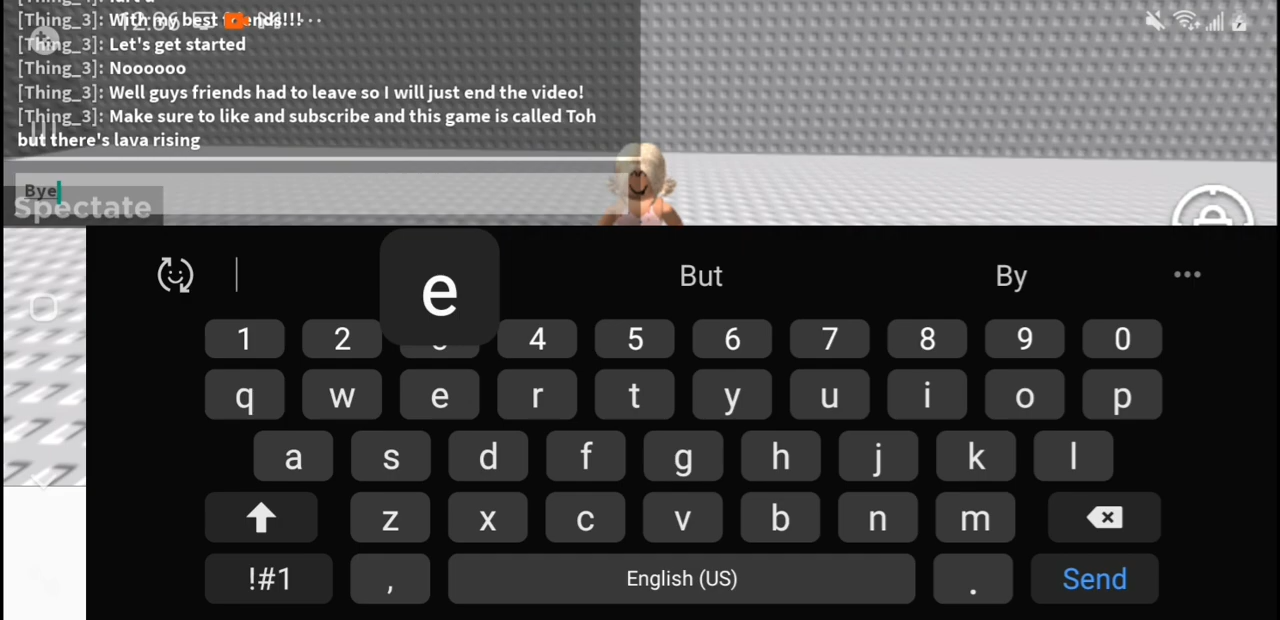 [Thing_3]: With my best friends!!!
[Thing_3]: Let's get started
[Thing_3]: Noooooo
[Thing_3]: Well guys friends had to leave so I will just end the video!
[Thing_3]: Make sure to like and subscribe and this game is called Toh
but there's lava rising
Bye
Spectate
e But By
1 2 4 5 6 7 8 9 0
q w e r t y u i o p
a s d f g h j k l
z x c v b n m
!#1 , English (US) . Send